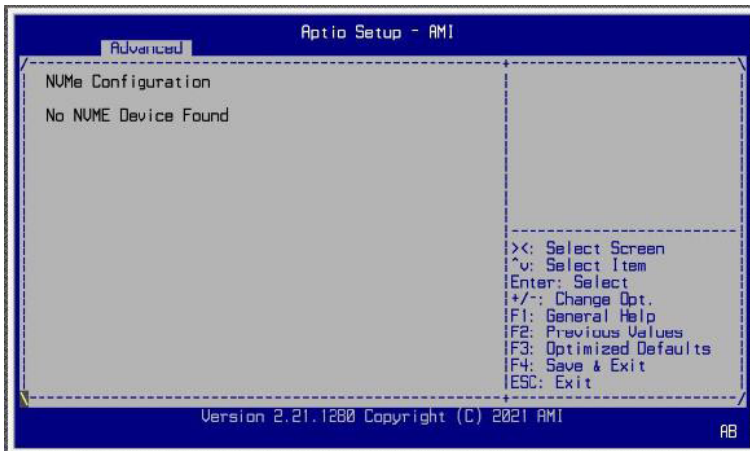 Aptio Setup - AMI
Advanced
NVMe Configuration
No NVME Device Found
><: Select Screen
^v: Select Item
Enter: Select
+/-: Change Opt.
F1: General Help
F2: Previous Values
F3: Optimized Defaults
F4: Save & Exit
ESC: Exit
Version 2.21.1280 Copyright (C) 2021 AMI
AB